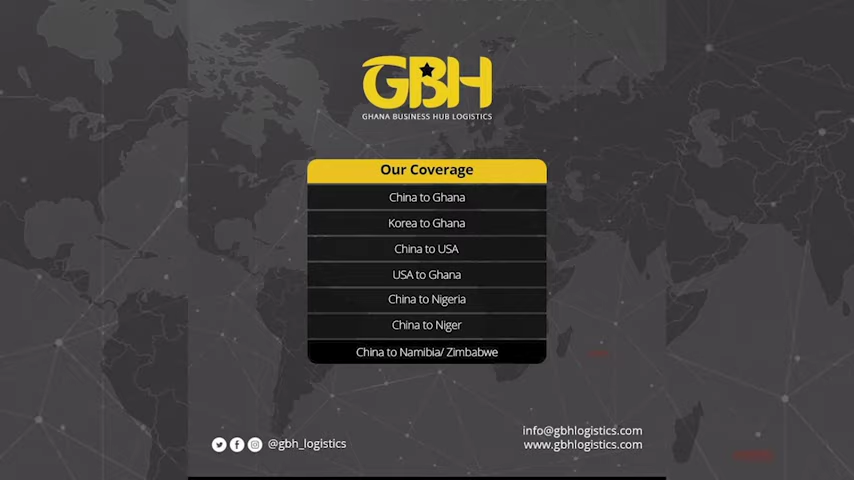 GBH
GHANA BUSINESS HUB LOGISTICS
Our Coverage
China to Ghana
Korea to Ghana
China to USA
USA to Ghana
China to Nigeria
China to Niger
China to Namibia/ Zimbabwe
@gbh_logistics
info@gbhlogistics.com
www.gbhlogistics.com